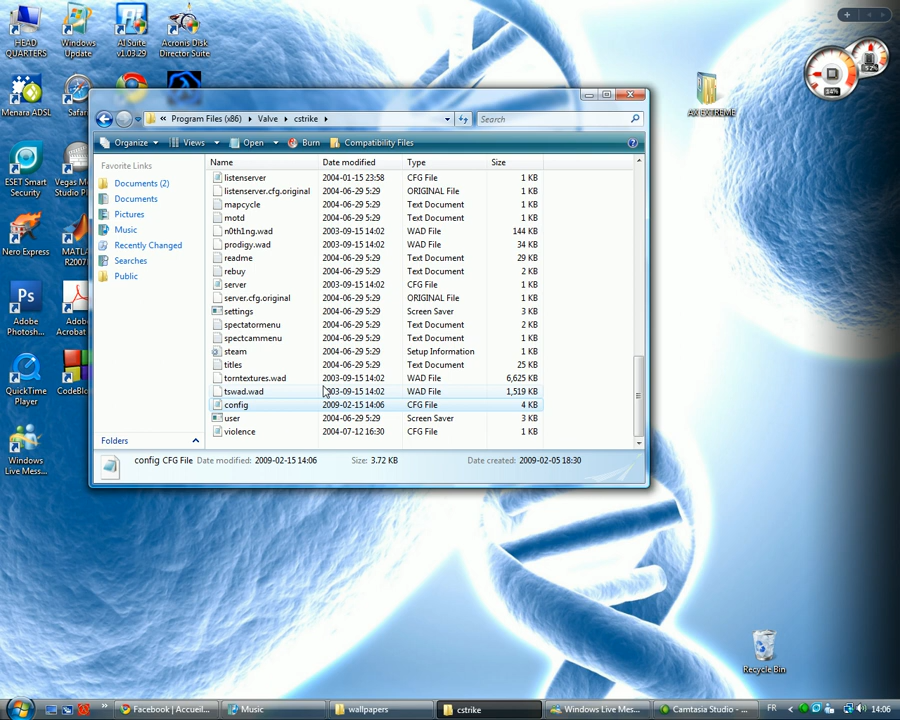 HEAD QUARTERS
Windows Update
AI Suite v1.03.29
Acronis Disk Director Suite
Menara ADSL
Safari
ESET Smart Security
Vegas M Studio Pl
Nero Express
MATLA R2007
Adobe Photosh...
Adob Acrobat
QuickTime Player
CodeBlo
Windows Live Mess...
AX EXTREME
34%
52%
Recycle Bin
« Program Files (x86) Valve cstrike
Search
Organize Views Open Burn Compatibility Files
Favorite Links
Documents (2)
Documents
Pictures
Music
Recently Changed
Searches
Public
Folders
Name Date modified Type Size
listenserver 2004-01-15 23:58 CFG File 1 KB
listenserver.cfg.original 2004-06-29 5:29 ORIGINAL File 1 KB
mapcycle 2004-06-29 5:29 Text Document 1 KB
motd 2004-06-29 5:29 Text Document 1 KB
n0th1ng.wad 2003-09-15 14:02 WAD File 144 KB
prodigy.wad 2003-09-15 14:02 WAD File 34 KB
readme 2004-06-29 5:29 Text Document 29 KB
rebuy 2004-06-29 5:29 Text Document 2 KB
server 2003-09-15 14:02 CFG File 1 KB
server.cfg.original 2004-06-29 5:29 ORIGINAL File 1 KB
settings 2004-06-29 5:29 Screen Saver 3 KB
spectatormenu 2004-06-29 5:29 Text Document 2 KB
spectcammenu 2004-06-29 5:29 Text Document 1 KB
steam 2004-06-29 5:29 Setup Information 1 KB
titles 2004-06-29 5:29 Text Document 25 KB
torntextures.wad 2003-09-15 14:02 WAD File 6,625 KB
tswad.wad 2003-09-15 14:02 WAD File 1,519 KB
config 2009-02-15 14:06 CFG File 4 KB
user 2004-06-29 5:29 Screen Saver 3 KB
violence 2004-07-12 16:30 CFG File 1 KB
config CFG File Date modified: 2009-02-15 14:06 Size: 3.72 KB Date created: 2009-02-05 18:30
Facebook | Accueil... Music wallpapers cstrike Windows Live Mess... Camtasia Studio - ... FR 14:06